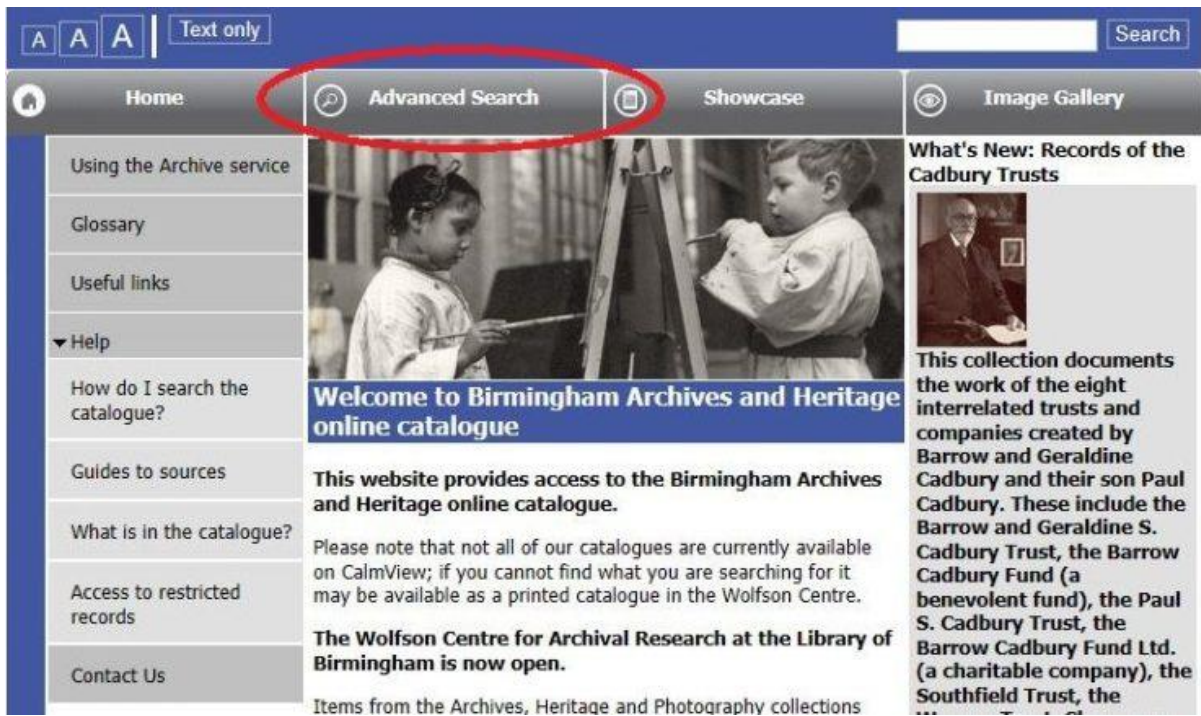 A A A Text only
Search
Home
Advanced Search
Showcase
Image Gallery
Using the Archive service
Glossary
Useful links
Help
How do I search the
catalogue?
Guides to sources
What is in the catalogue?
Access to restricted
records
Contact Us
Welcome to Birmingham Archives and Heritage
online catalogue
This website provides access to the Birmingham Archives
and Heritage online catalogue.
Please note that not all of our catalogues are currently available
on CalmView; if you cannot find what you are searching for it
may be available as a printed catalogue in the Wolfson Centre.
The Wolfson Centre for Archival Research at the Library of
Birmingham is now open.
Items from the Archives, Heritage and Photography collections
What's New: Records of the
Cadbury Trusts
This collection documents
the work of the eight
interrelated trusts and
companies created by
Barrow and Geraldine
Cadbury and their son Paul
Cadbury. These include the
Barrow and Geraldine S.
Cadbury Trust, the Barrow
Cadbury Fund (a
benevolent fund), the Paul
S. Cadbury Trust, the
Barrow Cadbury Fund Ltd.
(a charitable company), the
Southfield Trust, the